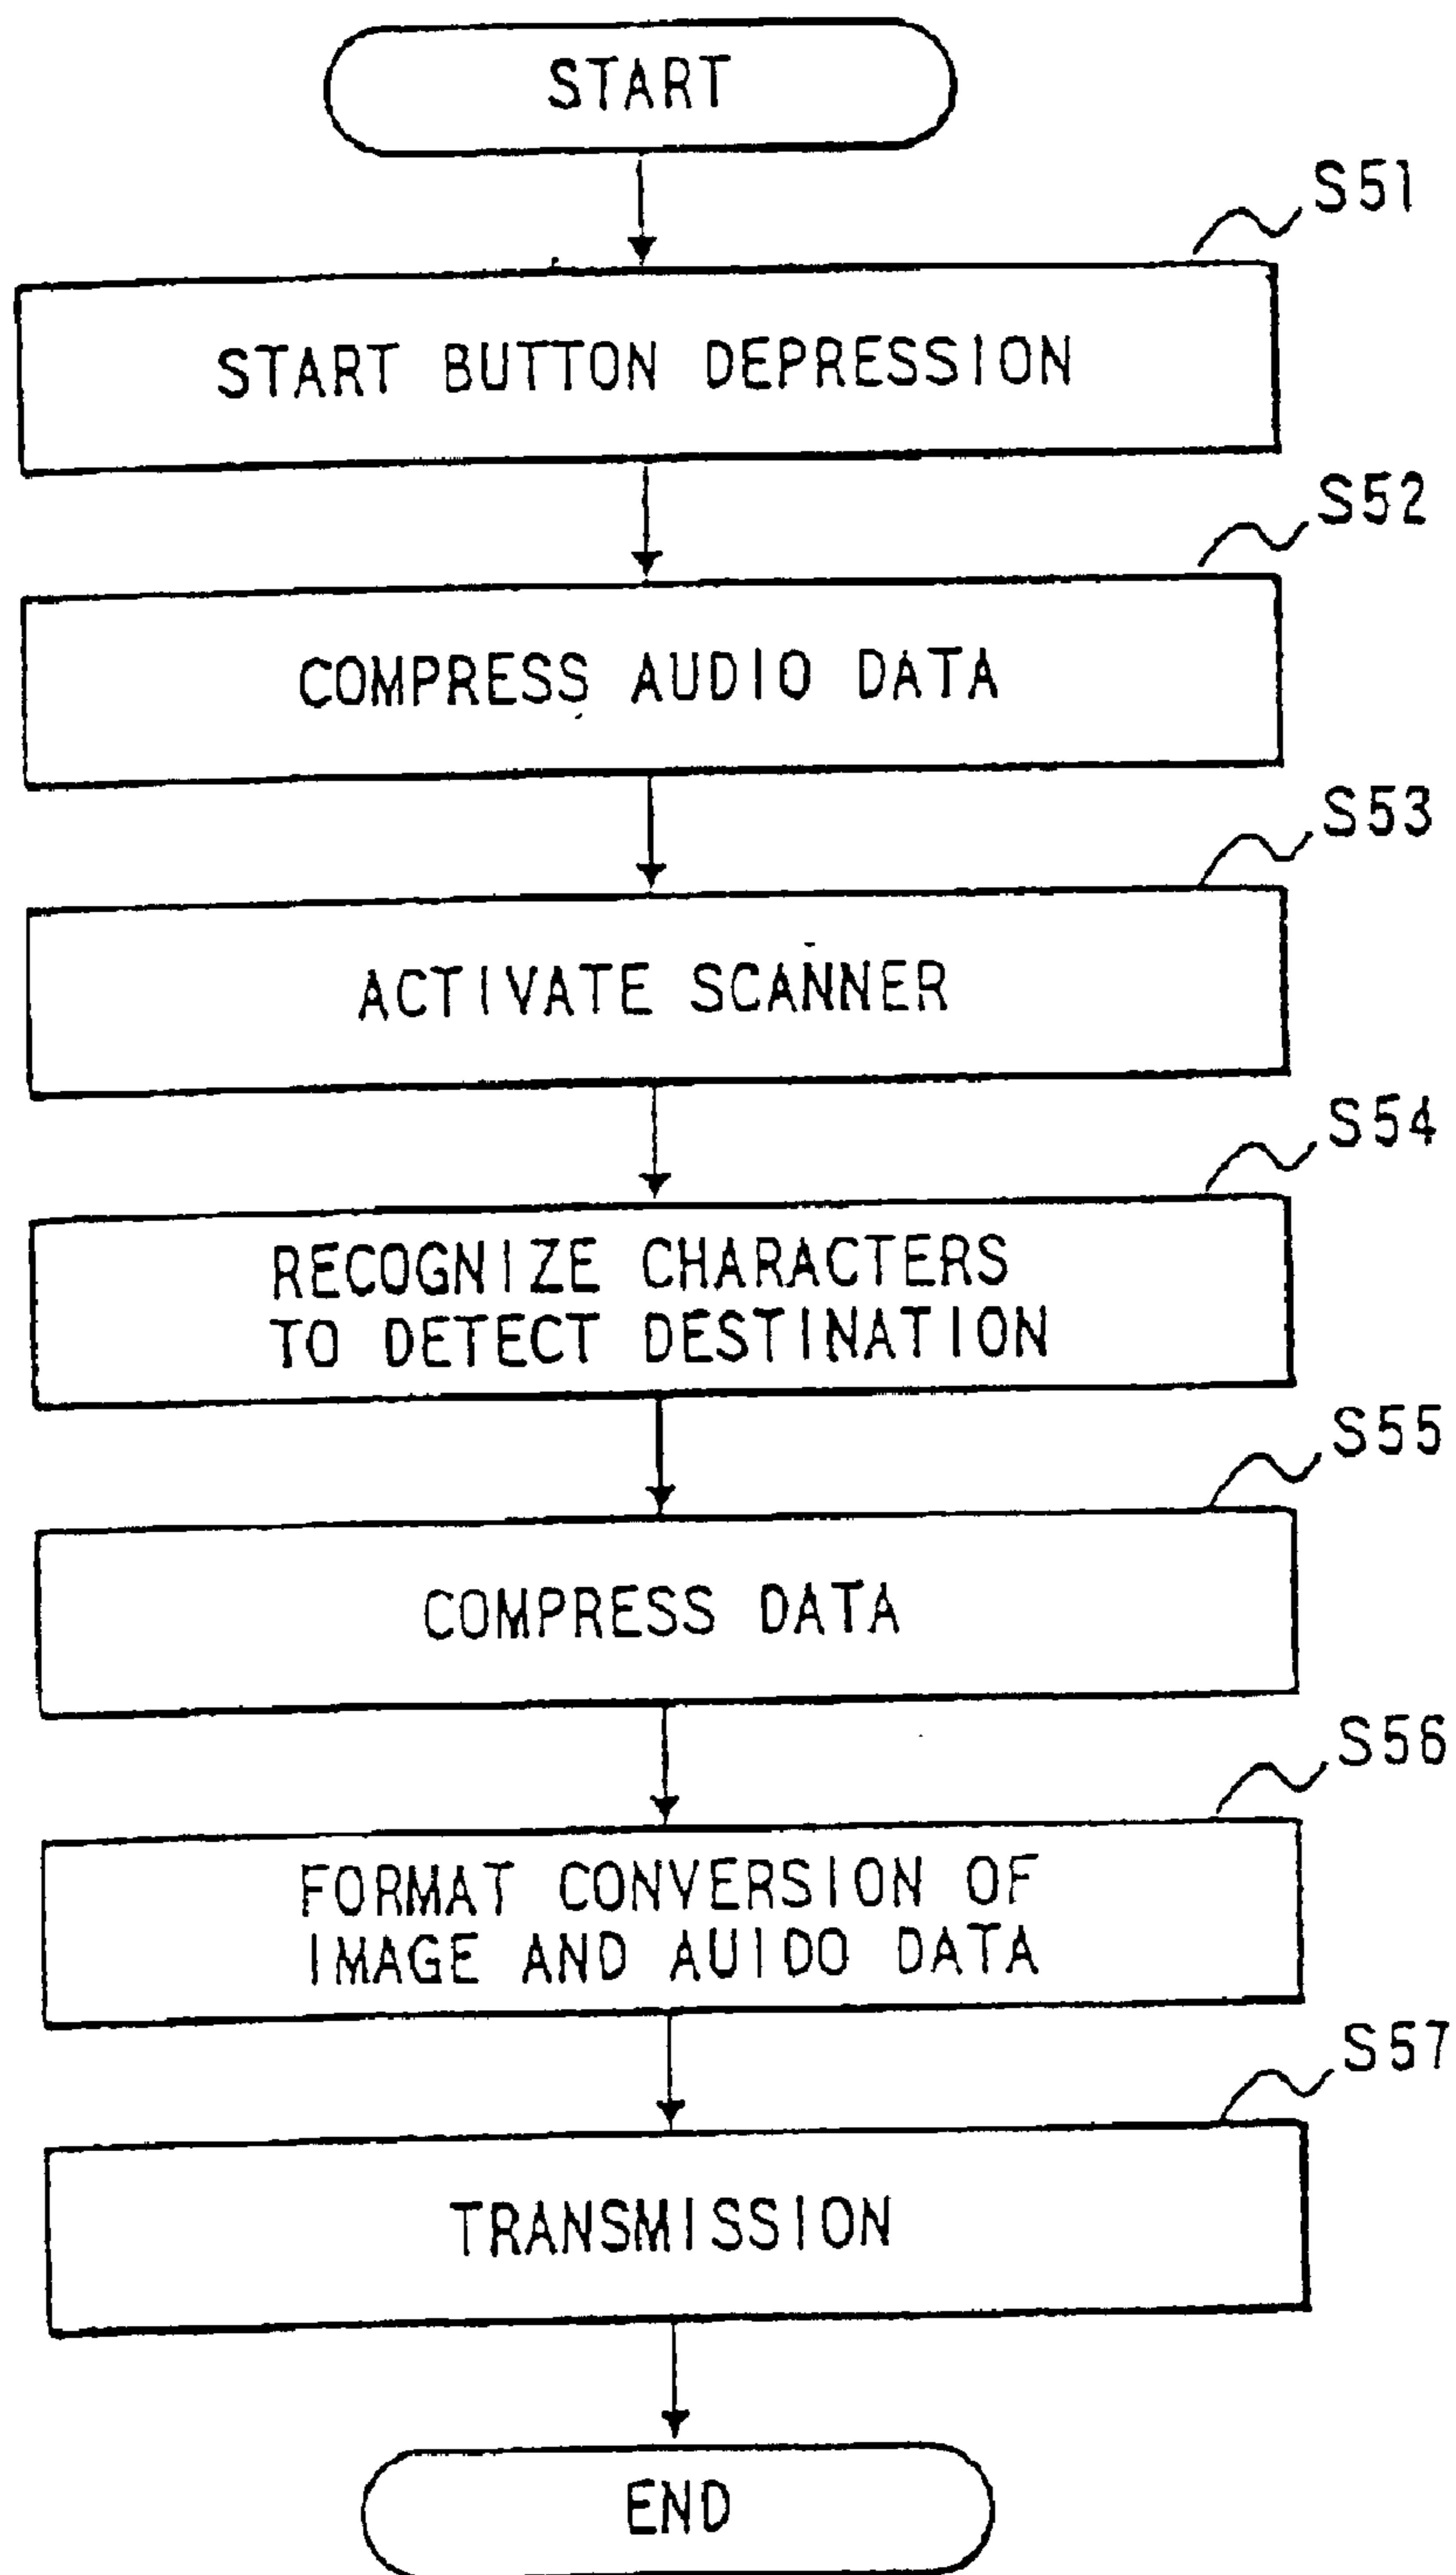 START
S51
START BUTTON DEPRESSION
S52
COMPRESS AUDIO DATA
S53
ACTIVATE SCANNER
S54
RECOGNIZE CHARACTERS
TO DETECT DESTINATION
S55
COMPRESS DATA
S56
FORMAT CONVERSION OF
IMAGE AND AUIDO DATA
S57
TRANSMISSION
END